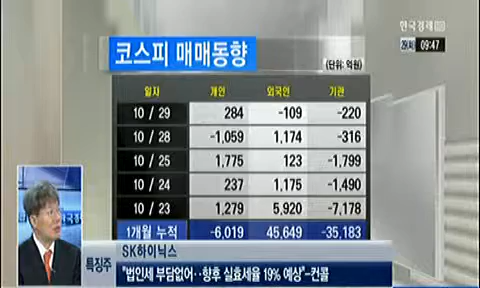 한국경제
29(화) 09:47
코스피 매매동향
(단위: 억원)
일자 개인 외국인 기관
10 / 29 284 -109 -220
10 / 28 -1,059 1,174 -316
10 / 25 1,775 123 -1,799
10 / 24 237 1,175 -1,490
10 / 23 1,279 5,920 -7,178
1개월 누적 -6,019 45,649 -35,183
특징주
SK하이닉스
"법인세 부담없어‥향후 실효세율 19% 예상"-컨콜